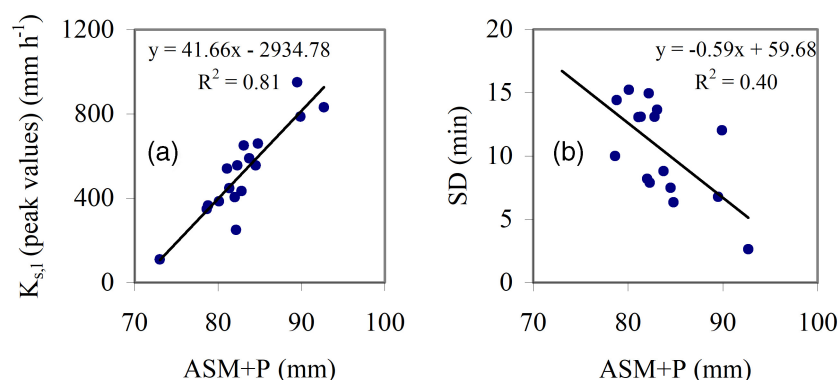 y = 41.66x - 2934.78
R² = 0.81
(a)
1200
800
400
0
70 80 90 100
K_s,1 (peak values) (mm h⁻¹)
ASM+P (mm)
y = -0.59x + 59.68
R² = 0.40
(b)
20
15
10
5
0
70 80 90 100
SD (min)
ASM+P (mm)